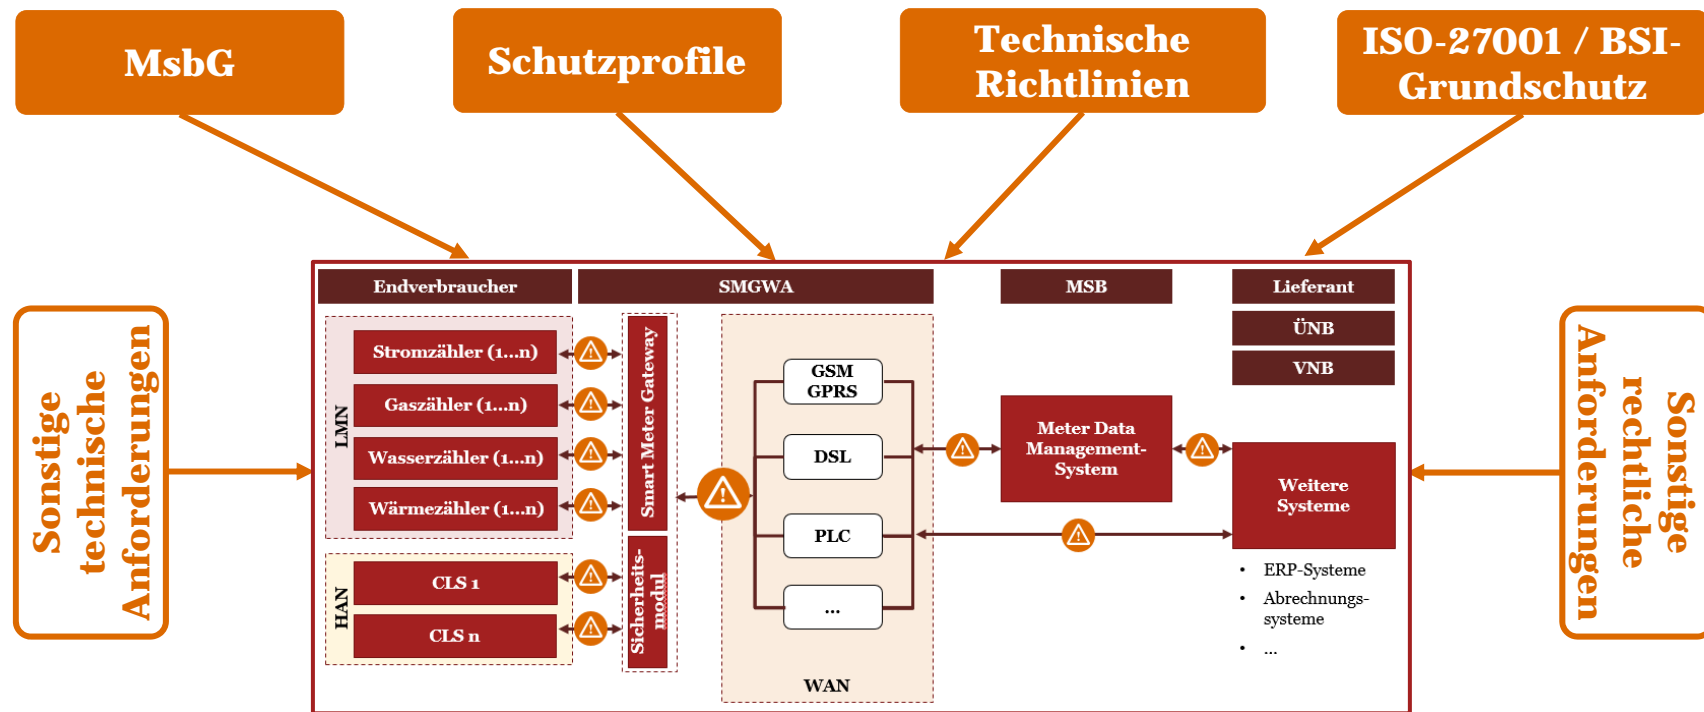 MsbG
Schutzprofile
Technische
Richtlinien
ISO-27001 / BSI-
Grundschutz
Sonstige
technische
Anforderungen
Endverbraucher
SMGWA
MSB
Lieferant
ÜNB
VNB
LMN
Stromzähler (1...n)
Gaszähler (1...n)
Wasserzähler (1...n)
Wärmezähler (1...n)
HAN
CLS 1
CLS n
Smart Meter Gateway
Sicherheits-
modul
GSM
GPRS
DSL
PLC
...
WAN
Meter Data
Management-
System
Weitere
Systeme
• ERP-Systeme
• Abrechnungs-
systeme
• ...
Sonstige
rechtliche
Anforderungen